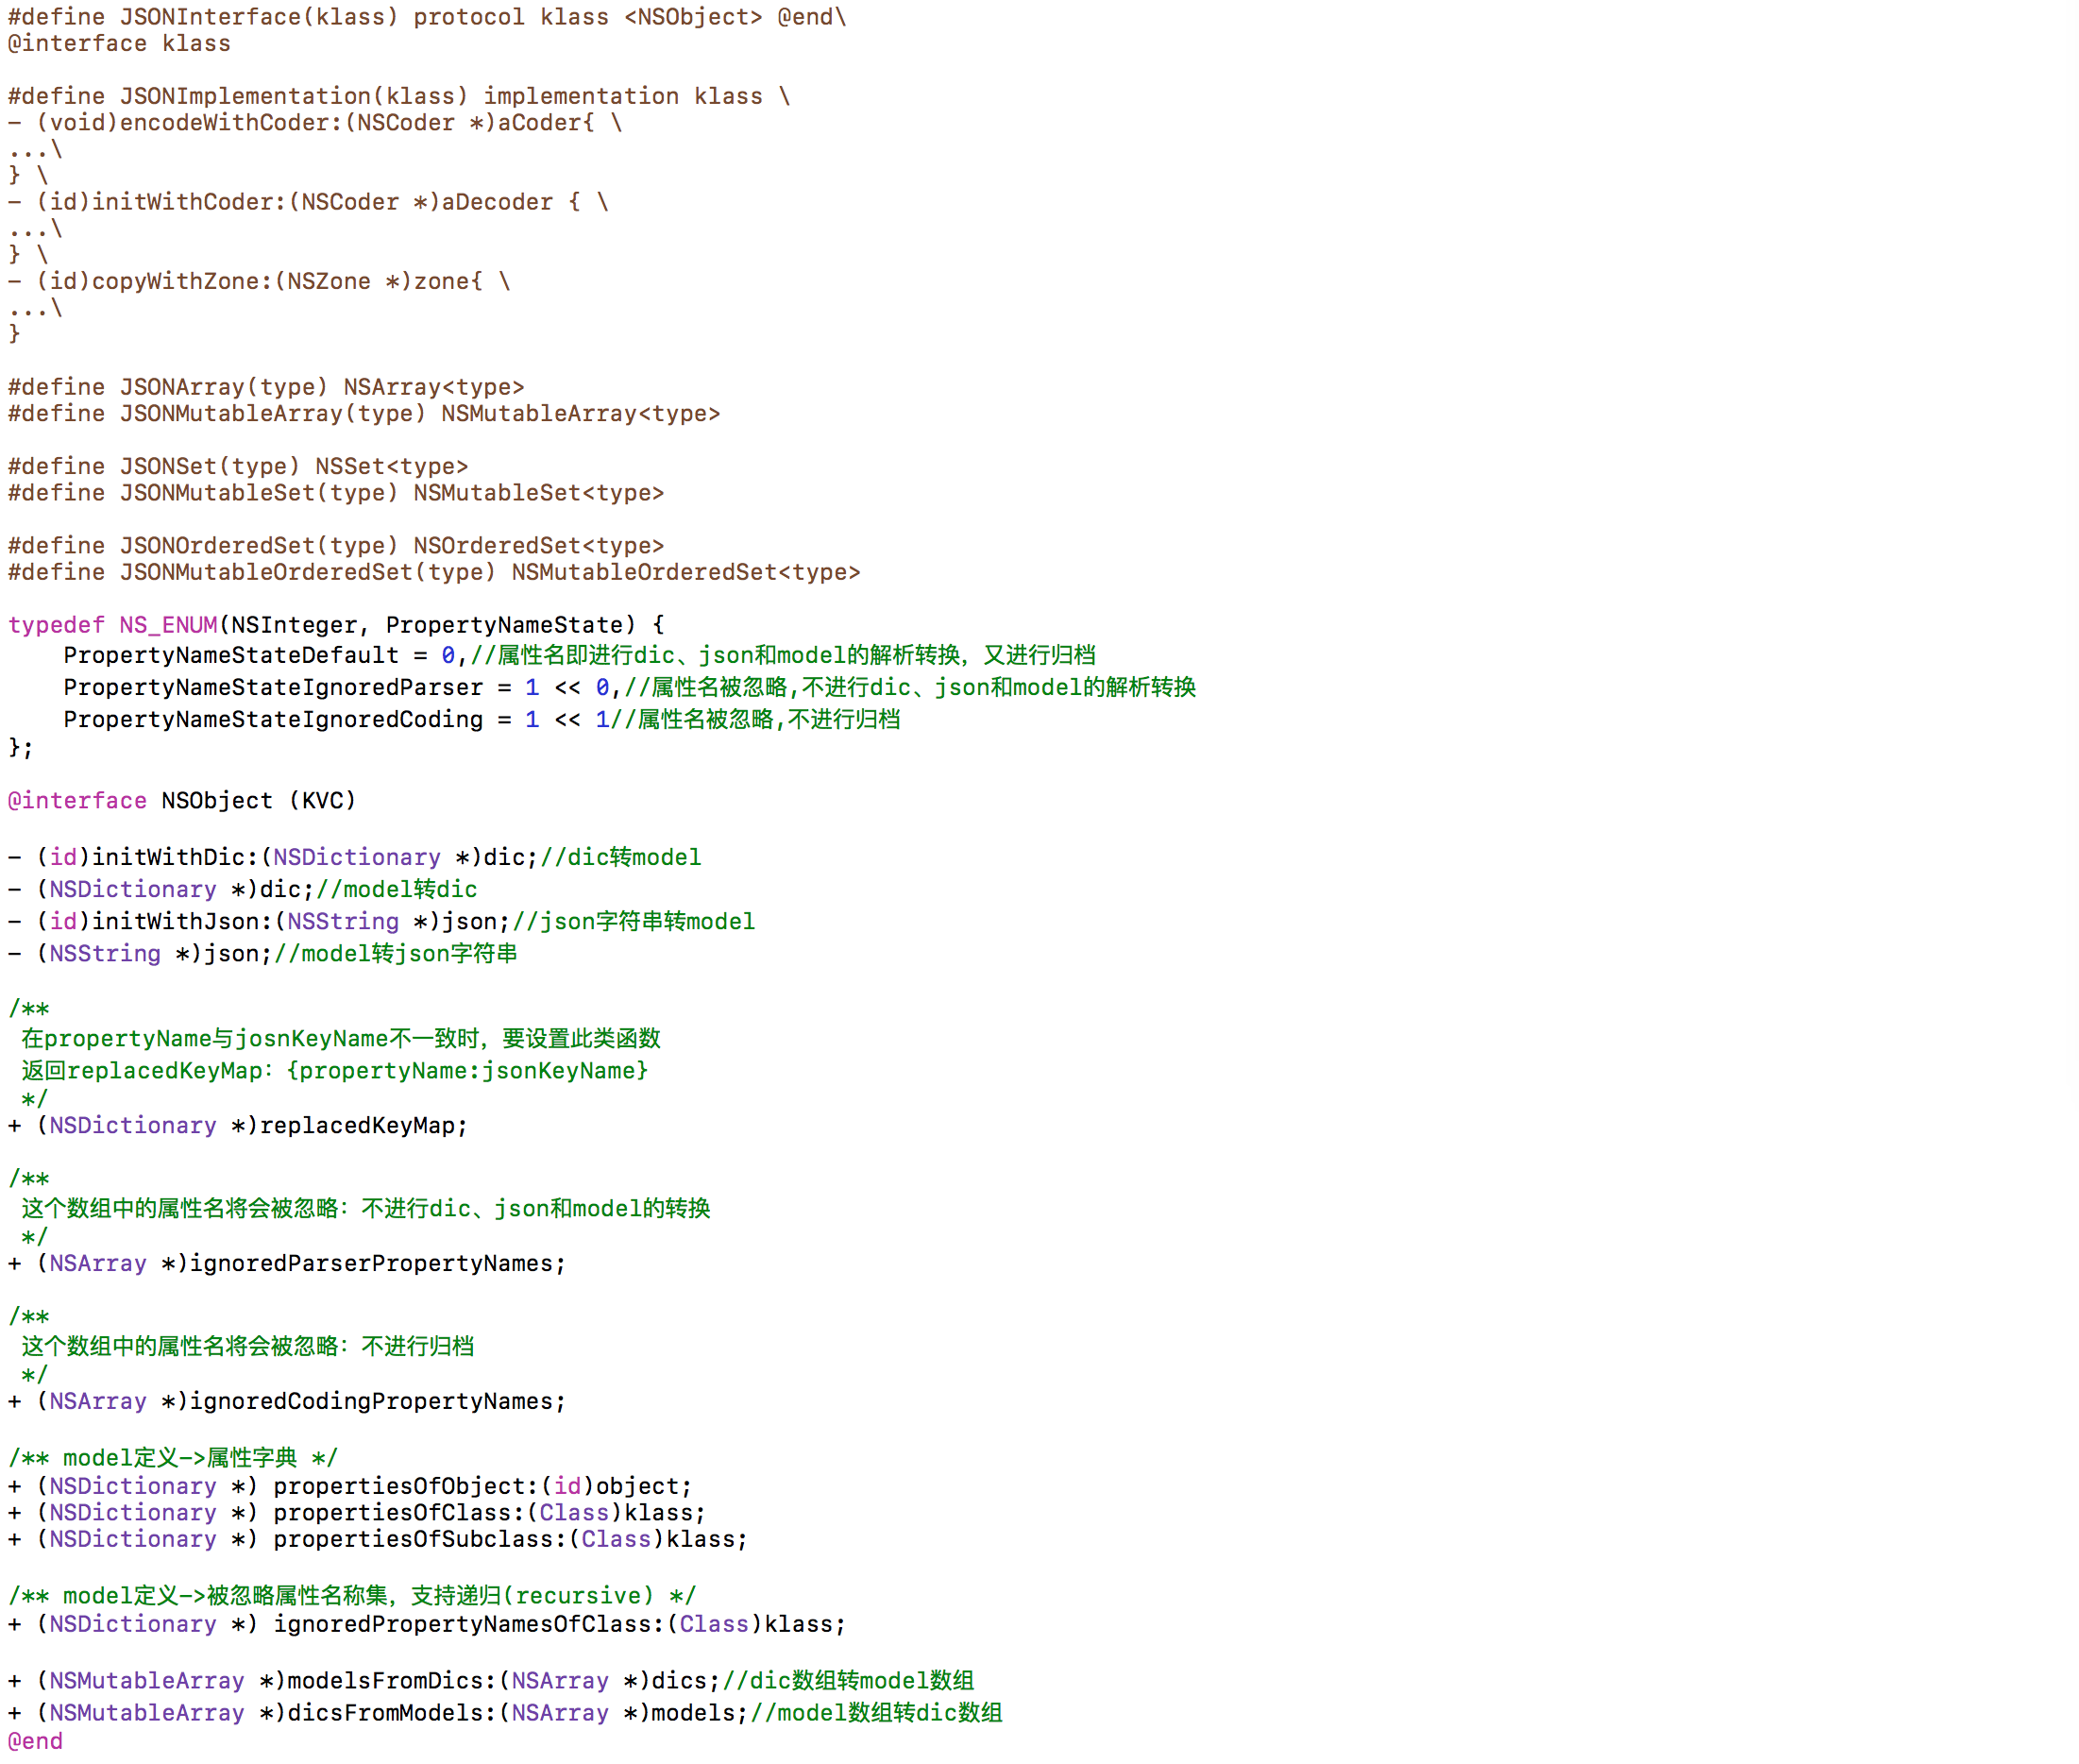 #define JSONInterface(klass) protocol klass <NSObject> @end\
@interface klass
#define JSONImplementation(klass) implementation klass \
- (void)encodeWithCoder:(NSCoder *)aCoder{ \
...\
} \
- (id)initWithCoder:(NSCoder *)aDecoder { \
...\
} \
- (id)copyWithZone:(NSZone *)zone{ \
...\
}
#define JSONArray(type) NSArray<type>
#define JSONMutableArray(type) NSMutableArray<type>
#define JSONSet(type) NSSet<type>
#define JSONMutableSet(type) NSMutableSet<type>
#define JSONOrderedSet(type) NSOrderedSet<type>
#define JSONMutableOrderedSet(type) NSMutableOrderedSet<type>
typedef NS_ENUM(NSInteger, PropertyNameState) {
    PropertyNameStateDefault = 0,//属性名即进行dic、json和model的解析转换，又进行归档
    PropertyNameStateIgnoredParser = 1 << 0,//属性名被忽略,不进行dic、json和model的解析转换
    PropertyNameStateIgnoredCoding = 1 << 1//属性名被忽略,不进行归档
};
@interface NSObject (KVC)
- (id)initWithDic:(NSDictionary *)dic;//dic转model
- (NSDictionary *)dic;//model转dic
- (id)initWithJson:(NSString *)json;//json字符串转model
- (NSString *)json;//model转json字符串
/**
 在propertyName与josnKeyName不一致时，要设置此类函数
 返回replacedKeyMap：{propertyName:jsonKeyName}
 */
+ (NSDictionary *)replacedKeyMap;
/**
 这个数组中的属性名将会被忽略：不进行dic、json和model的转换
 */
+ (NSArray *)ignoredParserPropertyNames;
/**
 这个数组中的属性名将会被忽略：不进行归档
 */
+ (NSArray *)ignoredCodingPropertyNames;
/** model定义->属性字典 */
+ (NSDictionary *) propertiesOfObject:(id)object;
+ (NSDictionary *) propertiesOfClass:(Class)klass;
+ (NSDictionary *) propertiesOfSubclass:(Class)klass;
/** model定义->被忽略属性名称集，支持递归(recursive) */
+ (NSDictionary *) ignoredPropertyNamesOfClass:(Class)klass;
+ (NSMutableArray *)modelsFromDics:(NSArray *)dics;//dic数组转model数组
+ (NSMutableArray *)dicsFromModels:(NSArray *)models;//model数组转dic数组
@end